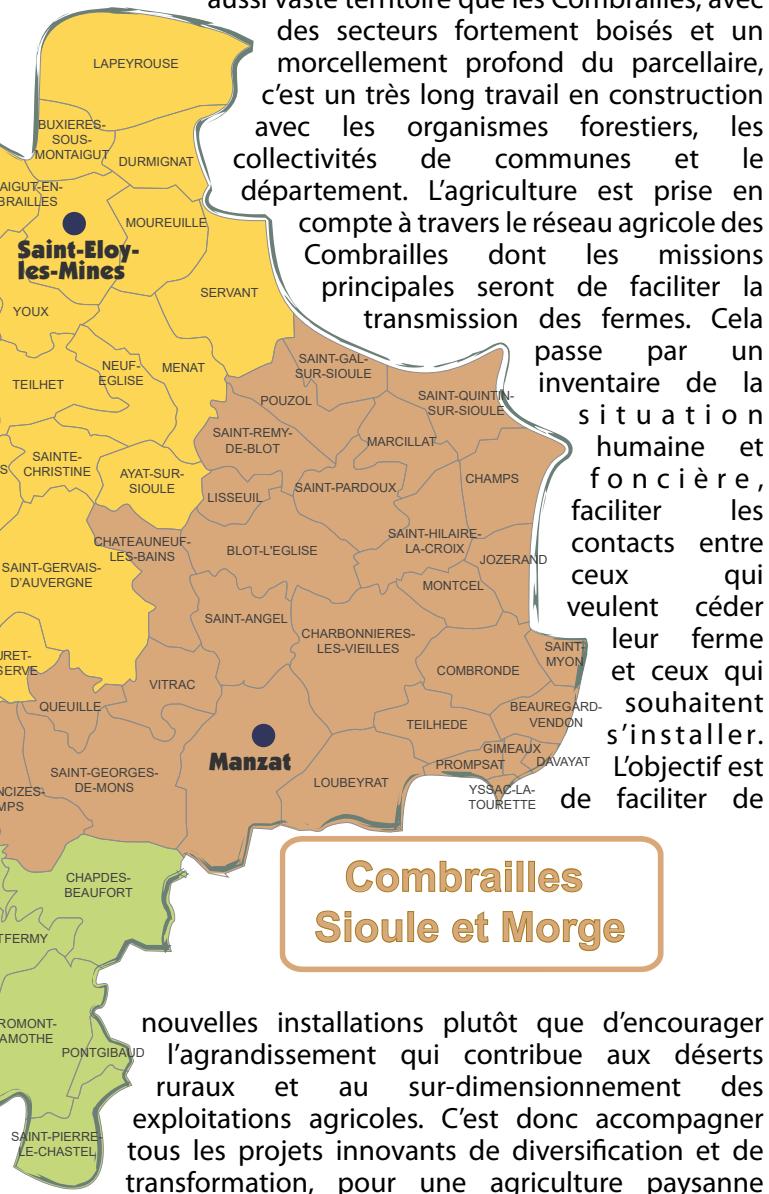 aussi vaste territoire que les Combrailles, avec
des secteurs fortement boisés et un
morcellement profond du parcellaire,
c'est un très long travail en construction
avec les organismes forestiers, les
collectivités de communes et le
département. L'agriculture est prise en
compte à travers le réseau agricole des
Combrailles dont les missions
principales seront de faciliter la
transmission des fermes. Cela
passe par un
inventaire de la
situation
humaine et
foncière,
faciliter les
contacts entre
ceux qui
veulent céder
leur ferme
et ceux qui
souhaitent
s'installer.
L'objectif est
de faciliter de
nouvelles installations plutôt que d'encourager
l'agrandissement qui contribue aux déserts
ruraux et au sur-dimensionnement des
exploitations agricoles. C'est donc accompagner
tous les projets innovants de diversification et de
transformation, pour une agriculture paysanne
LAPEYROUSE
BUXIERES-
SOUS-
MONTAIGUT
DURMIGNAT
AIGUT-EN-
BRAILLES
MOUREUILLE
Saint-Eloy-
les-Mines
SERVANT
YOUX
NEUF-
EGLISE
MENAT
TEILHET
SAINT-GAL-
SUR-SIOULE
POUZOL
SAINT-QUINTIN-
SUR-SIOULE
SAINT-REMY-
DE-BLOT
MARCILLAT
S
SAINTE-
CHRISTINE
AYAT-SUR-
SIOULE
LISSEUIL
SAINT-PARDOUX
CHAMPS
CHATEAUNEUF-
LES-BAINS
BLOT-L'EGLISE
SAINT-HILAIRE-
LA-CROIX
JOZERAND
SAINT-GERVAIS-
D'AUVERGNE
MONTCEL
SAINT-ANGEL
CHARBONNIERES-
LES-VIEILLES
SAINT-
MYON
URET-
SERVE
COMBRONDE
VITRAC
QUEUILLE
BEAUREGARD-
VENDON
TEILHEDE
GIMEAUX
PROMPSAT
DAVAYAT
Manzat
SAINT-GEORGES-
DE-MONS
LOUBEYRAT
YSSAC-LA-
TOURETTE
NCIZES-
MPS
CHAPDES-
BEAUFORT
Combrailles
Sioule et Morge
TFERMY
ROMONT-
AMOTHE
PONTGIBAUD
SAINT-PIERRE-
LE-CHASTEL